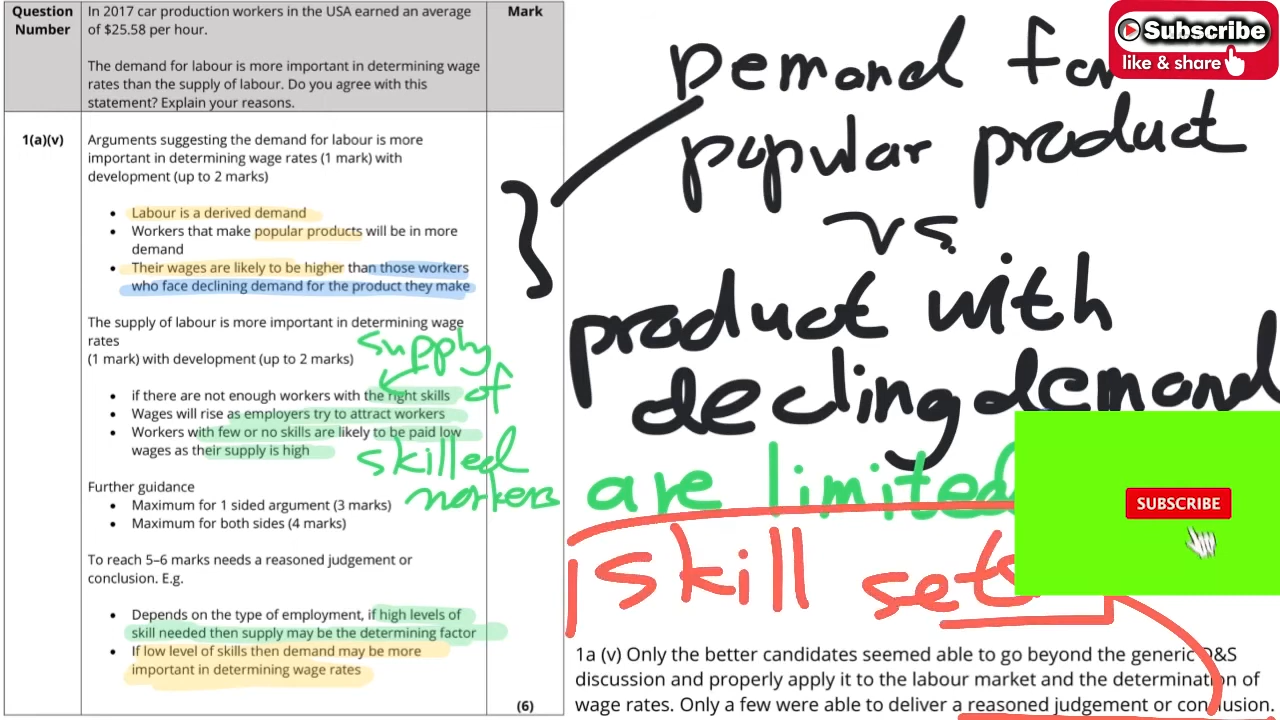 Question Number
In 2017 car production workers in the USA earned an average
of $25.58 per hour.
The demand for labour is more important in determining wage
rates than the supply of labour. Do you agree with this
statement? Explain your reasons.
Mark
1(a)(v)
Arguments suggesting the demand for labour is more
important in determining wage rates (1 mark) with
development (up to 2 marks)
• Labour is a derived demand
• Workers that make popular products will be in more
demand
• Their wages are likely to be higher than those workers
who face declining demand for the product they make
The supply of labour is more important in determining wage
rates
(1 mark) with development (up to 2 marks)
• if there are not enough workers with the right skills
• Wages will rise as employers try to attract workers
• Workers with few or no skills are likely to be paid low
wages as their supply is high
Further guidance
• Maximum for 1 sided argument (3 marks)
• Maximum for both sides (4 marks)
To reach 5–6 marks needs a reasoned judgement or
conclusion. E.g.
• Depends on the type of employment, if high levels of
skill needed then supply may be the determining factor
• If low level of skills then demand may be more
important in determining wage rates
(6)
supply
of
skilled
workers
Demand
popular product
vs
product with
decling demand
are limited
Skill sets
Subscribe
like & share
SUBSCRIBE
1a (v) Only the better candidates seemed able to go beyond the generic D&S
discussion and properly apply it to the labour market and the determination of
wage rates. Only a few were able to deliver a reasoned judgement or conclusion.